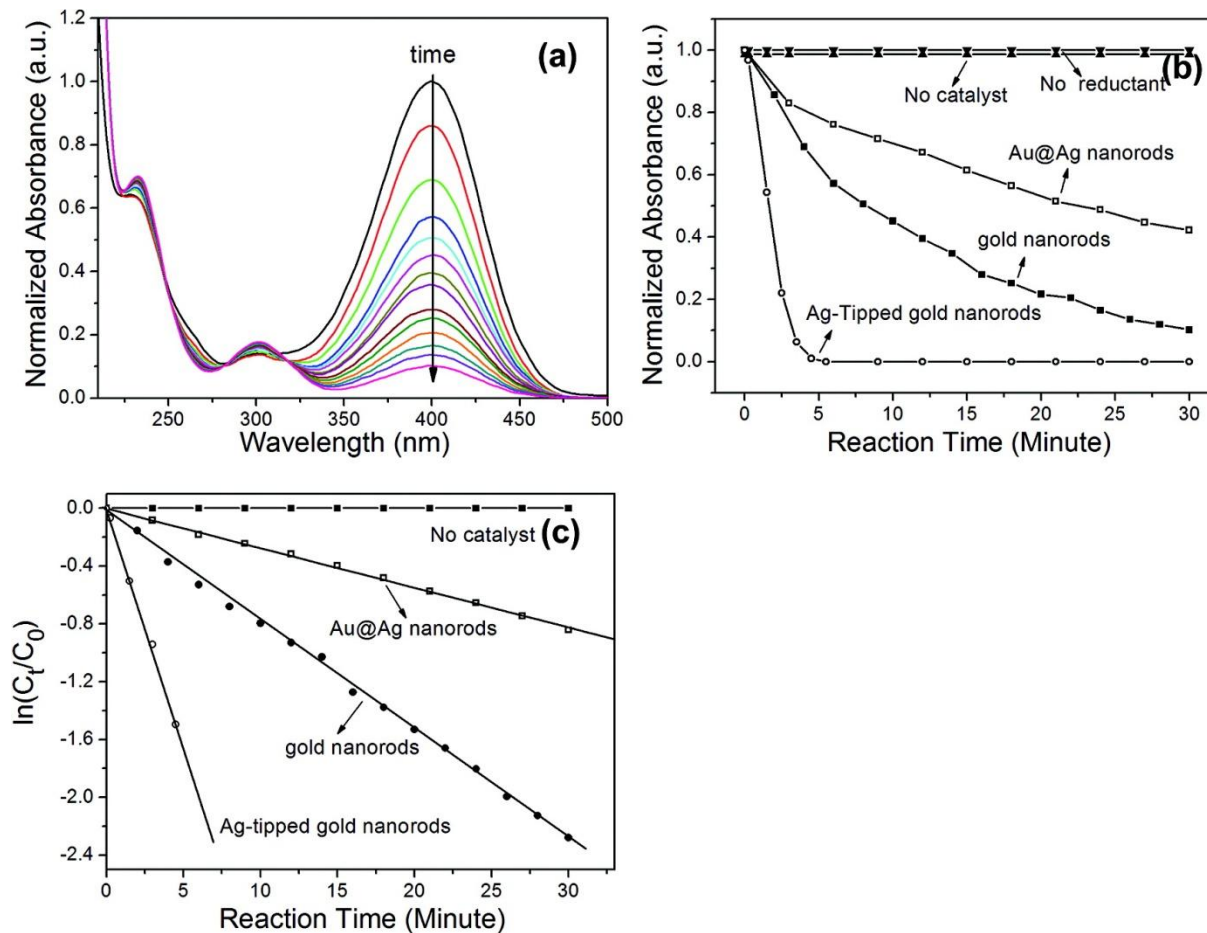 1.2
1.0
0.8
0.6
0.4
0.2
0.0
Normalized Absorbance (a.u.)
time
(a)
250 300 350 400 450 500
Wavelength (nm)
1.0
0.8
0.6
0.4
0.2
0.0
Normalized Absorbance (a.u.)
(b)
No catalyst
No reductant
Au@Ag nanorods
gold nanorods
Ag-Tipped gold nanorods
0 5 10 15 20 25 30
Reaction Time (Minute)
0.0
-0.4
-0.8
-1.2
-1.6
-2.0
-2.4
ln(Cₜ/C₀)
No catalyst
(c)
Au@Ag nanorods
gold nanorods
Ag-tipped gold nanorods
0 5 10 15 20 25 30
Reaction Time (Minute)